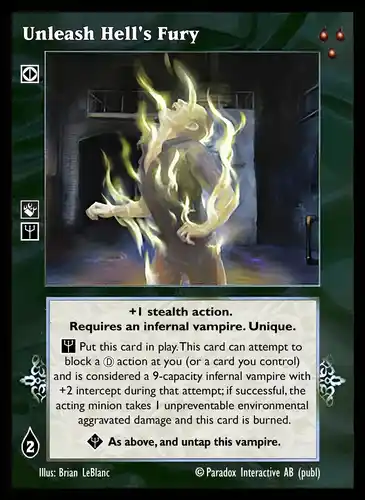 Unleash Hell's Fury
+1 stealth action.
Requires an infernal vampire. Unique.
Put this card in play. This card can attempt to
block a Ⓓ action at you (or a card you control)
and is considered a 9-capacity infernal vampire with
+2 intercept during that attempt; if successful, the
acting minion takes 1 unpreventable environmental
aggravated damage and this card is burned.
As above, and untap this vampire.
2
Illus: Brian LeBlanc © Paradox Interactive AB (publ)